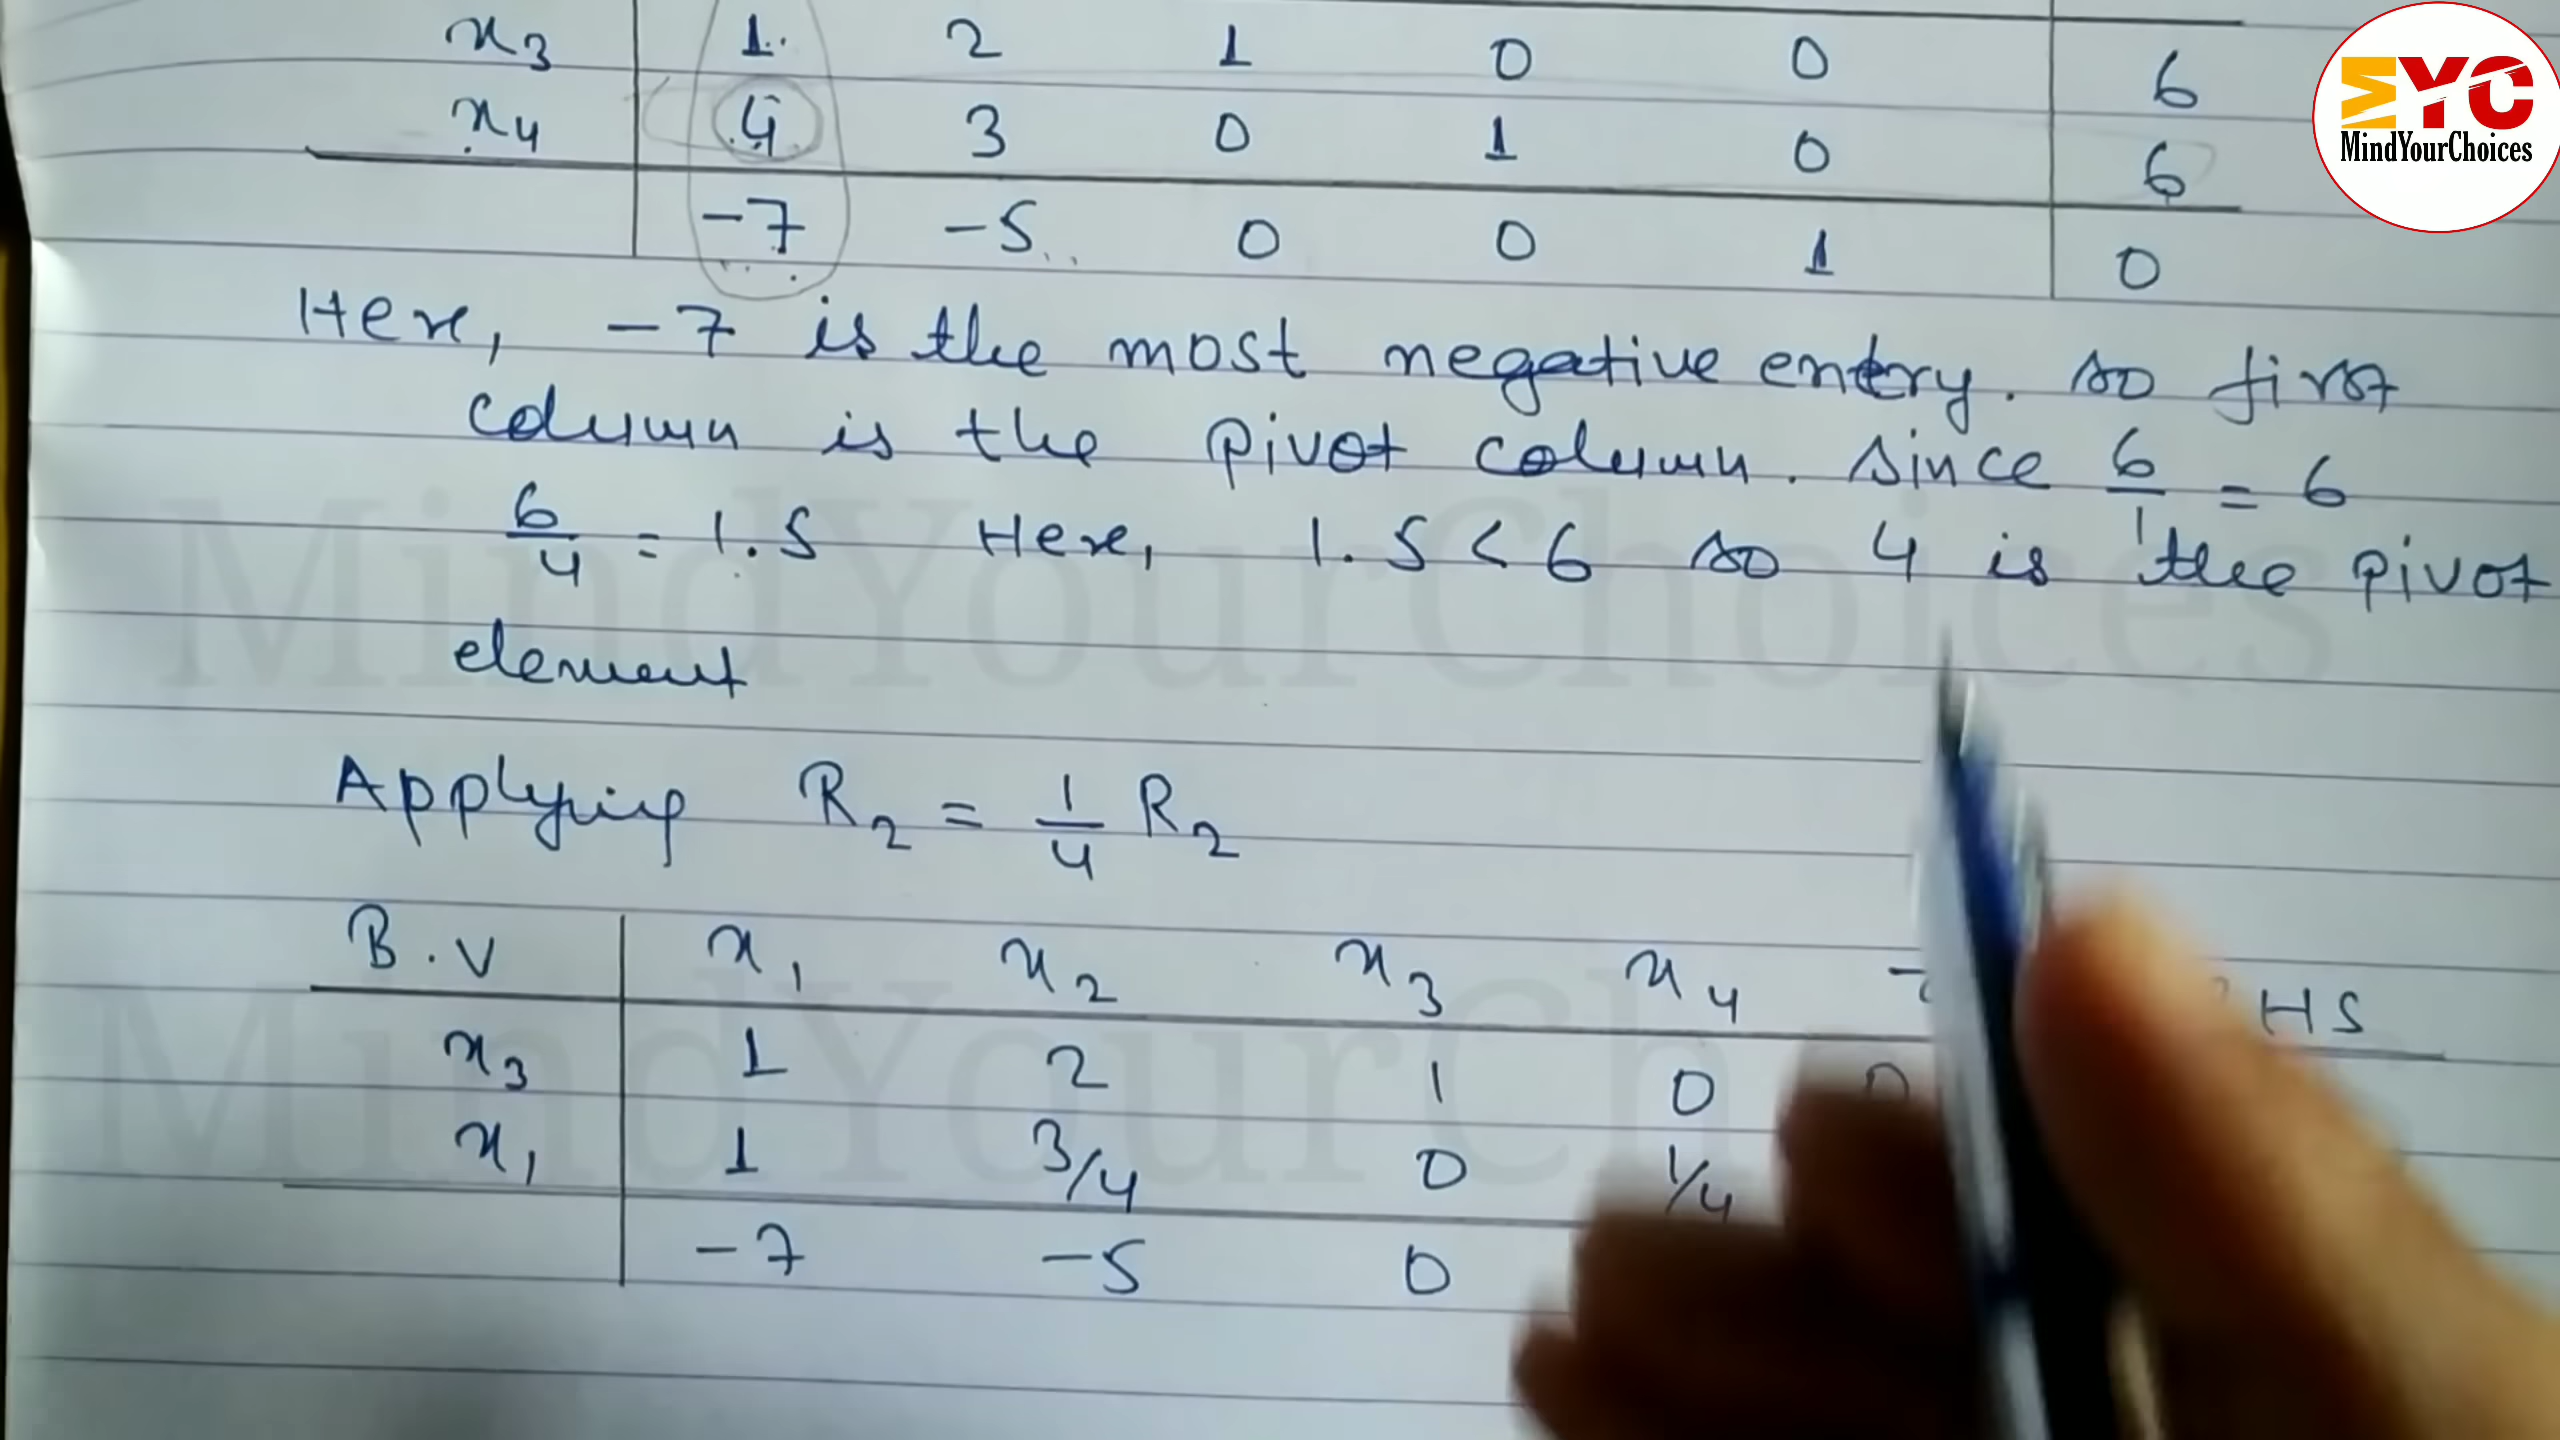 x3 1 2 1 0 0 6
x4 4 3 0 1 0 6
-7 -5 0 0 1 0
MYC
MindYourChoices
Here, -7 is the most negative entry. so first
column is the pivot column. since 6/1 = 6
6/4 = 1.5 Here, 1.5 < 6 so 4 is the pivot
element
Applying R2 = 1/4 R2
B.V x1 x2 x3 x4 HS
x3 1 2 1 0 0
x1 1 3/4 0 1/4
-7 -5 0
MindYourChoices
MindYourCh